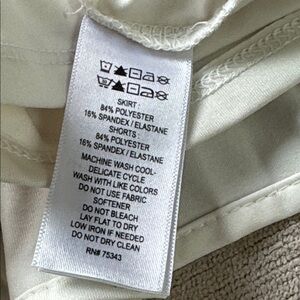 SKIRT:
84% POLYESTER
16% SPANDEX / ELASTANE
SHORTS:
84% POLYESTER
16% SPANDEX / ELASTANE
MACHINE WASH COOL-
DELICATE CYCLE
WASH WITH LIKE COLORS
DO NOT USE FABRIC
SOFTENER
DO NOT BLEACH
LAY FLAT TO DRY
LOW IRON IF NEEDED
DO NOT DRY CLEAN
RN# 75343